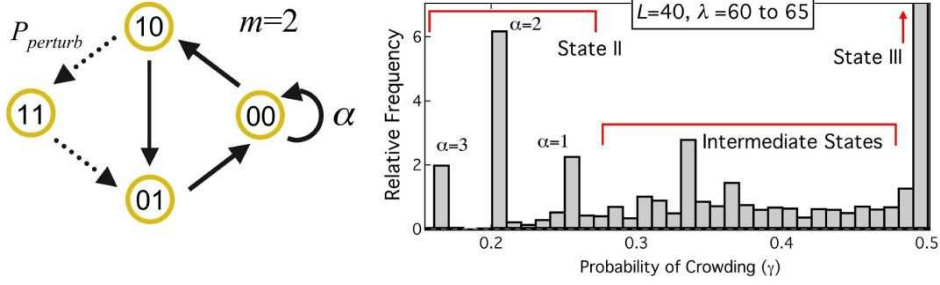 P_perturb
10
m=2
11
00
α
01
Relative Frequency
6
4
2
0
L=40, λ =60 to 65
α=2
State II
State III
α=3
α=1
Intermediate States
0.2
0.3
0.4
0.5
Probability of Crowding (γ)